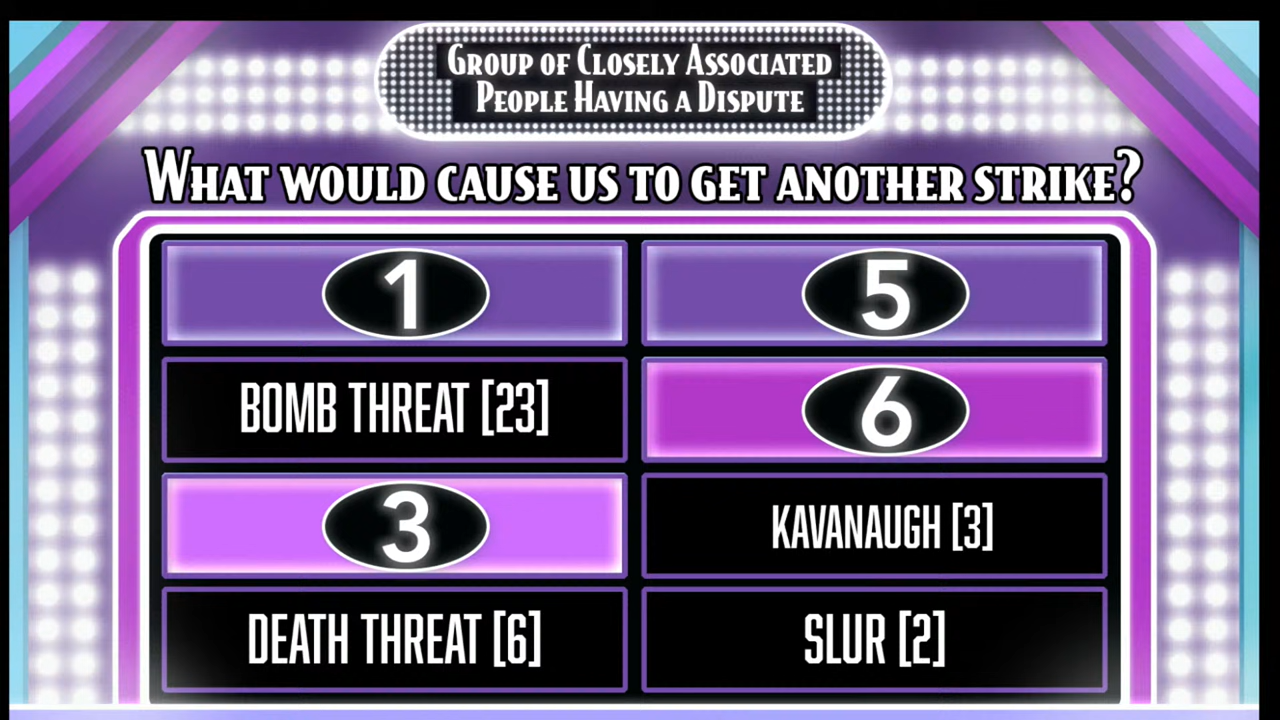 GROUP OF CLOSELY ASSOCIATED
PEOPLE HAVING A DISPUTE
WHAT WOULD CAUSE US TO GET ANOTHER STRIKE?
1
BOMB THREAT [23]
3
DEATH THREAT [6]
5
6
KAVANAUGH [3]
SLUR [2]